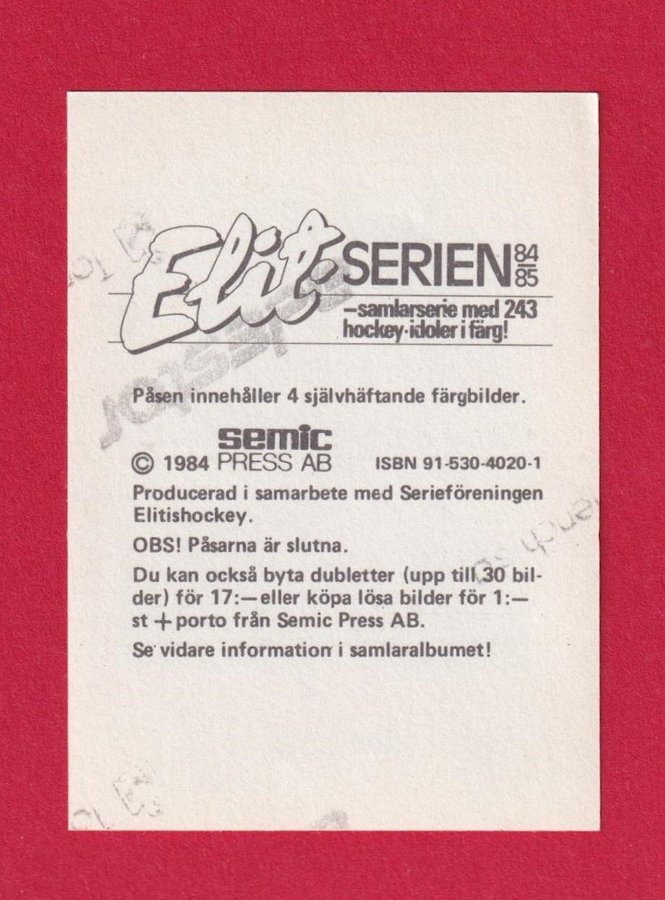 Elit-SERIEN 84/85
–samlarserie med 243
hockey-idoler i färg!
Påsen innehåller 4 självhäftande färgbilder.
semic
© 1984 PRESS AB ISBN 91-530-4020-1
Producerad i samarbete med Serieföreningen
Elitishockey.
OBS! Påsarna är slutna.
Du kan också byta dubletter (upp till 30 bil-
der) för 17:— eller köpa lösa bilder för 1:—
st + porto från Semic Press AB.
Se vidare information i samlaralbumet!